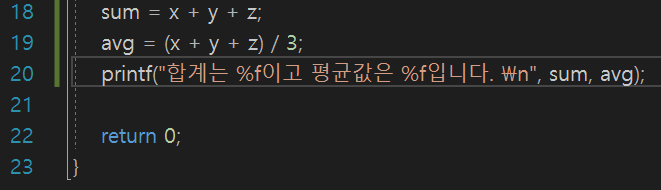 18 sum = x + y + z;
19 avg = (x + y + z) / 3;
20 printf("합계는 %f이고 평균값은 %f입니다. ₩n", sum, avg);
21
22 return 0;
23 }